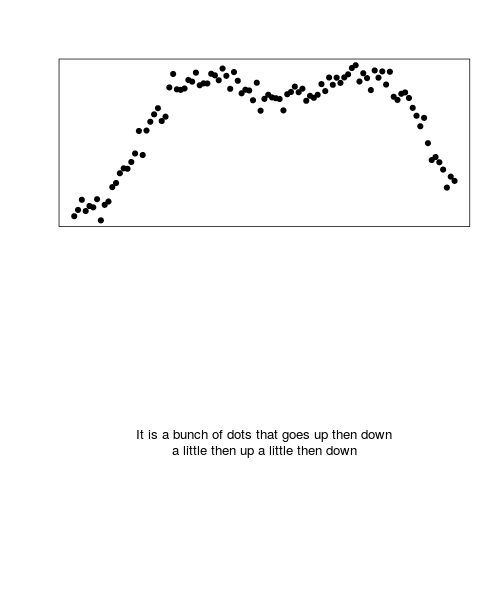 It is a bunch of dots that goes up then down
a little then up a little then down